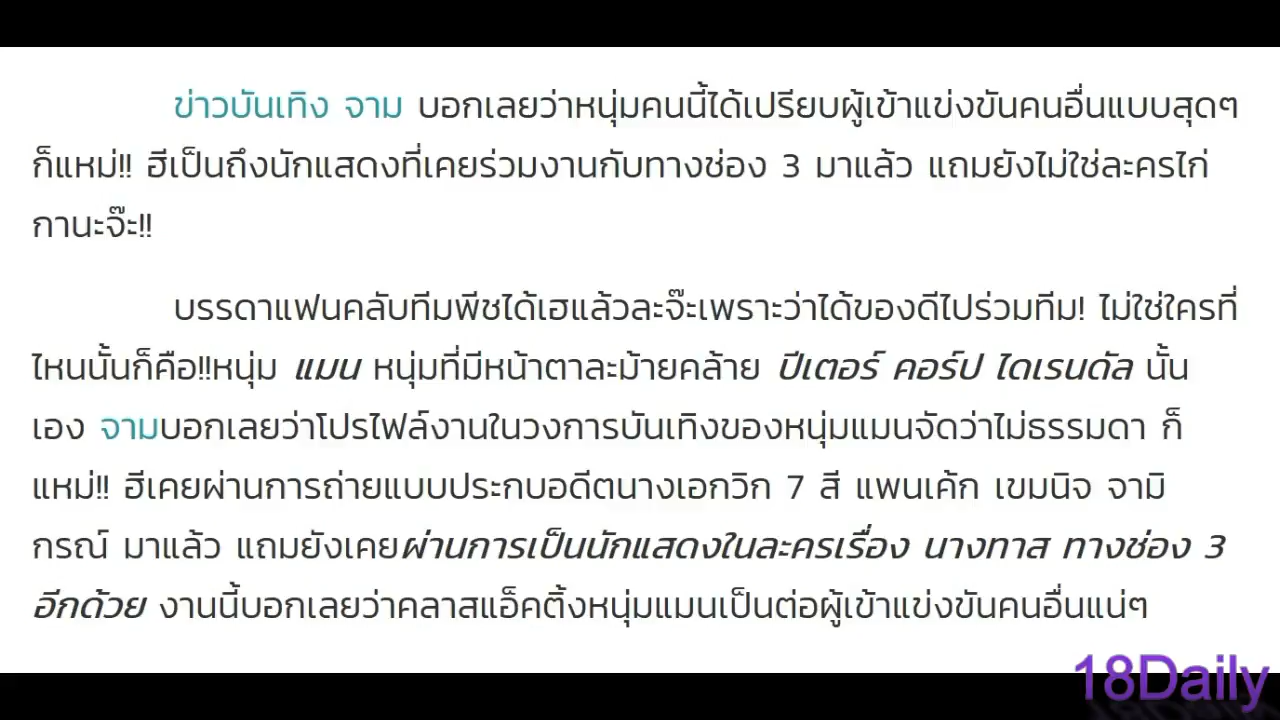 ข่าวบันเทิง จาม บอกเลยว่าหนุ่มคนนี้ได้เปรียบผู้เข้าแข่งขันคนอื่นแบบสุดๆ
ก็แหม่!! ฮีเป็นถึงนักแสดงที่เคยร่วมงานกับทางช่อง 3 มาแล้ว แถมยังไม่ใช่ละครไก่
กานะจ๊ะ!!
บรรดาแฟนคลับทีมพีชได้เฮแล้วละจ๊ะเพราะว่าได้ของดีไปร่วมทีม! ไม่ใช่ใครที่
ไหนนั้นก็คือ!!หนุ่ม แมน หนุ่มที่มีหน้าตาละม้ายคล้าย ปีเตอร์ คอร์ป ไดเรนดัล นั้น
เอง จามบอกเลยว่าโปรไฟล์งานในวงการบันเทิงของหนุ่มแมนจัดว่าไม่ธรรมดา ก็
แหม่!! ฮีเคยผ่านการถ่ายแบบประกบอดีตนางเอกวิก 7 สี แพนเค้ก เขมนิจ จามิ
กรณ์ มาแล้ว แถมยังเคยผ่านการเป็นนักแสดงในละครเรื่อง นางทาส ทางช่อง 3
อีกด้วย งานนี้บอกเลยว่าคลาสแอ็คติ้งหนุ่มแมนเป็นต่อผู้เข้าแข่งขันคนอื่นแน่ๆ
18Daily